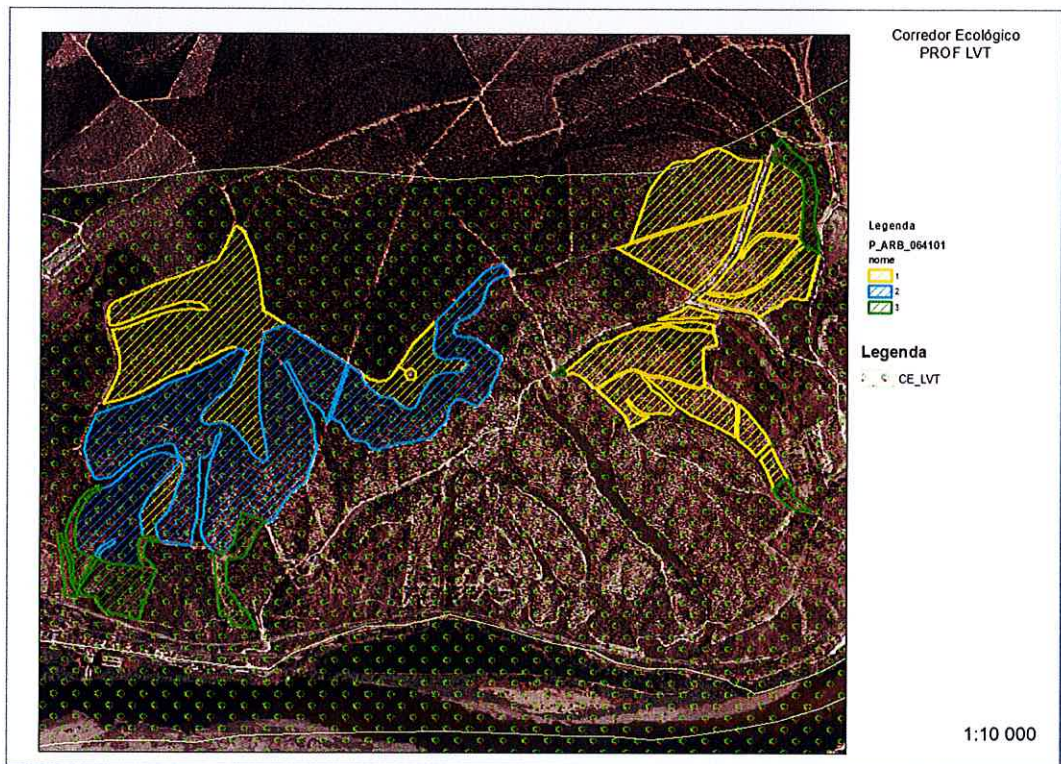 Corredor Ecológico
PROF LVT
Legenda
P_ARB_064101
nome
1
2
3
Legenda
CE_LVT
1:10 000